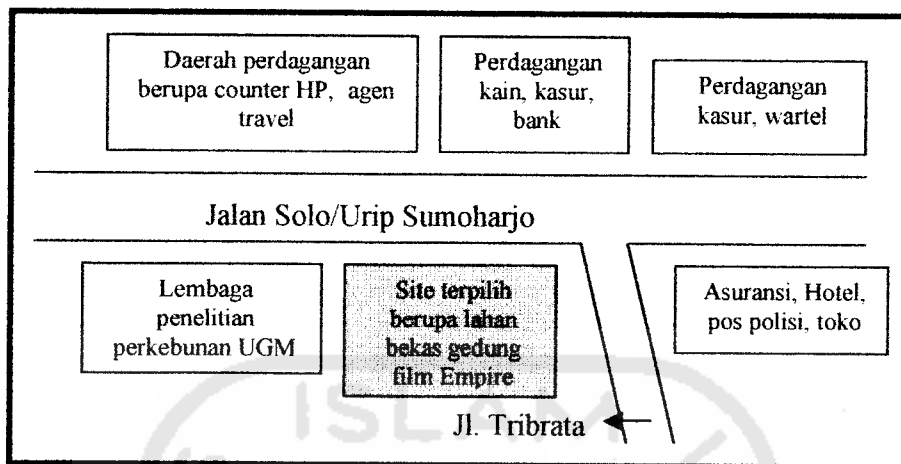 Daerah perdagangan
berupa counter HP, agen
travel
Perdagangan
kain, kasur,
bank
Perdagangan
kasur, wartel
Jalan Solo/Urip Sumoharjo
Lembaga
penelitian
perkebunan UGM
Site terpilih
berupa lahan
bekas gedung
film Empire
Asuransi, Hotel,
pos polisi, toko
Jl. Tribrata
ISLAM